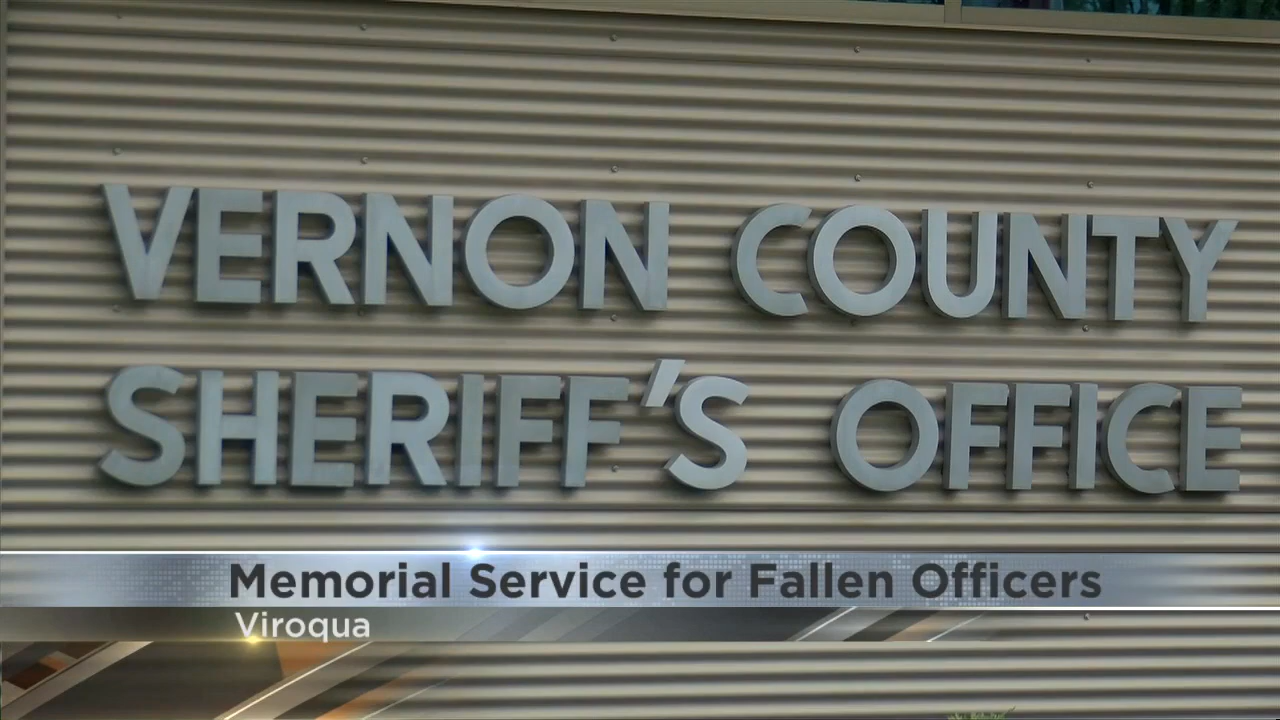 VERNON COUNTY
SHERIFF'S OFFICE
Memorial Service for Fallen Officers
Viroqua